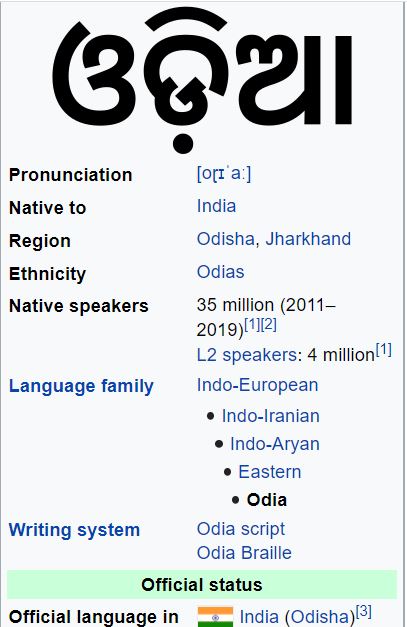 ଓଡ଼ିଆ
Pronunciation [oɽɪˈaː]
Native to India
Region Odisha, Jharkhand
Ethnicity Odias
Native speakers 35 million (2011–
2019)[1][2]
L2 speakers: 4 million[1]
Language family Indo-European
• Indo-Iranian
• Indo-Aryan
• Eastern
• Odia
Writing system Odia script
Odia Braille
Official status
Official language in India (Odisha)[3]